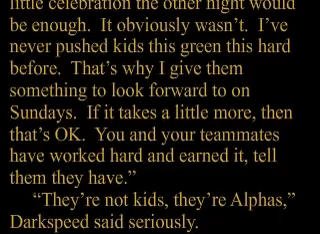 little celebration the other night would
be enough.  It obviously wasn’t.  I’ve
never pushed kids this green this hard
before.  That’s why I give them
something to look forward to on
Sundays.  If it takes a little more, then
that’s OK.  You and your teammates
have worked hard and earned it, tell
them they have.”
“They’re not kids, they’re Alphas,”
Darkspeed said seriously.